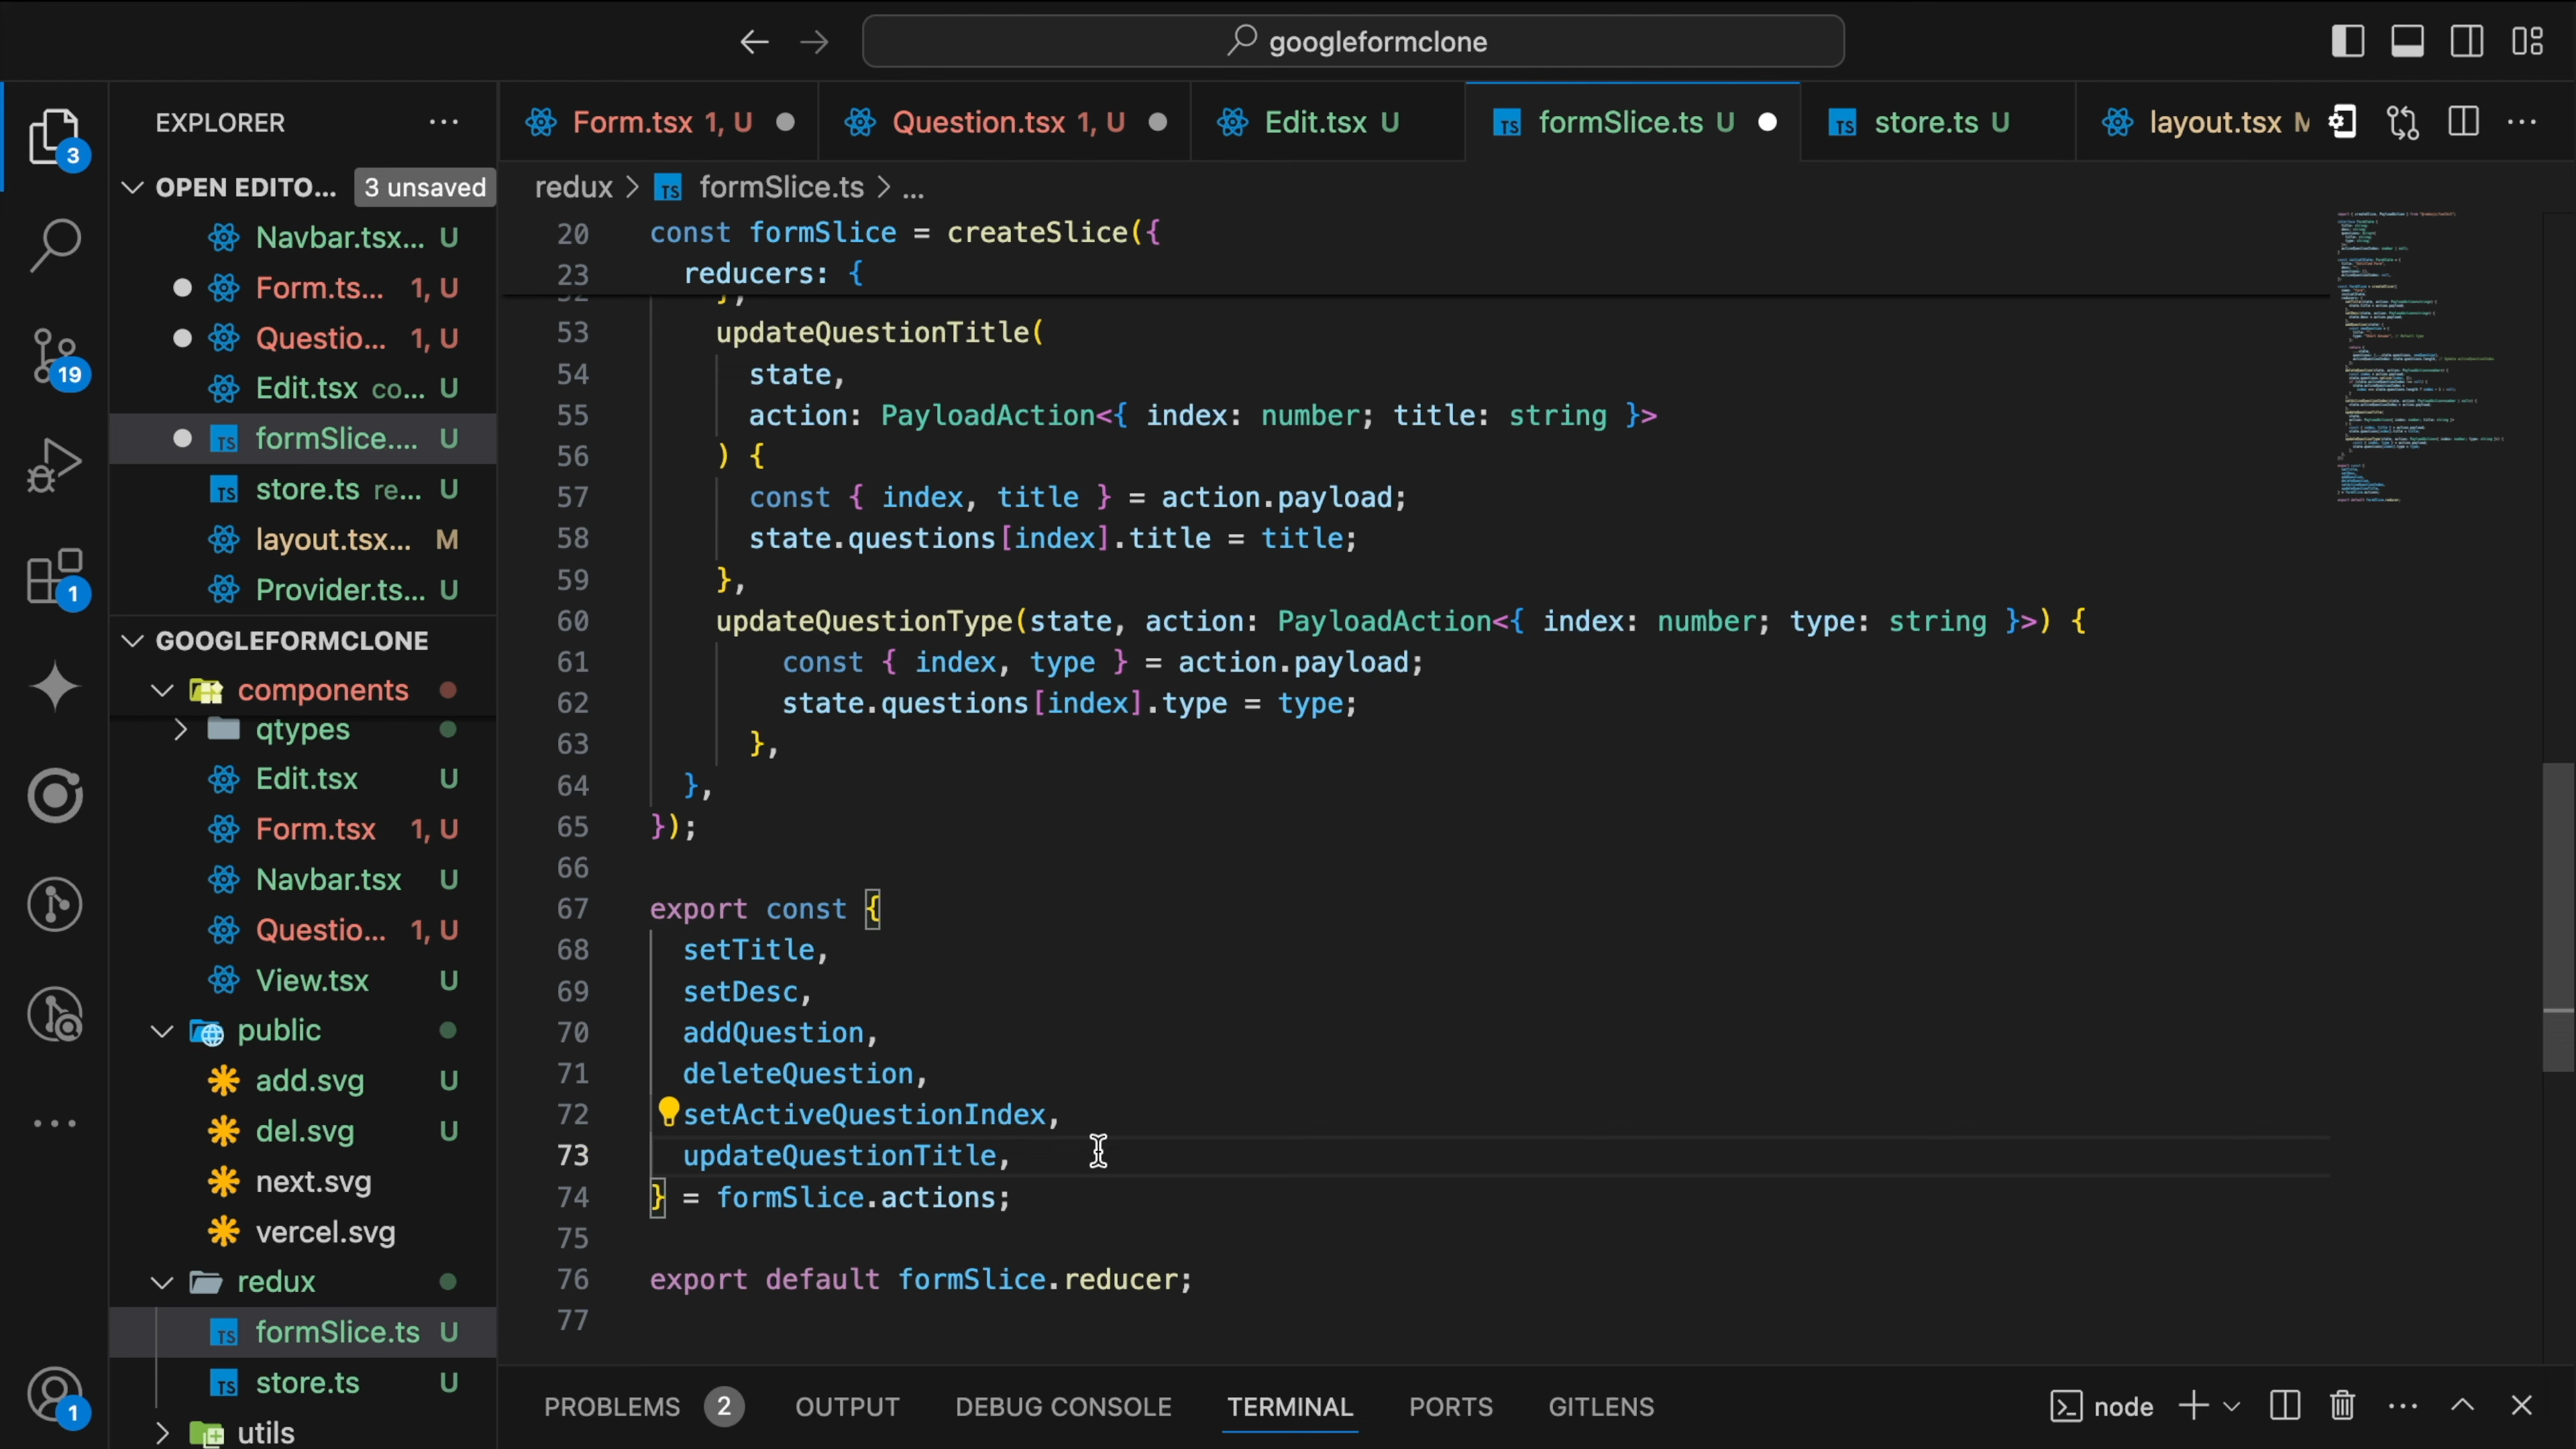 googleformclone
EXPLORER
Form.tsx 1, U
Question.tsx 1, U
Edit.tsx U
formSlice.ts U
store.ts U
layout.tsx M
OPEN EDITO... 3 unsaved
Navbar.tsx... U
Form.ts... 1, U
Questio... 1, U
Edit.tsx co... U
formSlice.... U
store.ts re... U
layout.tsx... M
Provider.ts... U
GOOGLEFORMCLONE
components
qtypes
Edit.tsx U
Form.tsx 1, U
Navbar.tsx U
Questio... 1, U
View.tsx U
public
add.svg U
del.svg U
next.svg
vercel.svg
redux
formSlice.ts U
store.ts U
utils
3
19
1
1
redux > TS formSlice.ts > ...
20 const formSlice = createSlice({
23 reducers: {
52 },
53 updateQuestionTitle(
54 state,
55 action: PayloadAction<{ index: number; title: string }>
56 ) {
57 const { index, title } = action.payload;
58 state.questions[index].title = title;
59 },
60 updateQuestionType(state, action: PayloadAction<{ index: number; type: string }>) {
61 const { index, type } = action.payload;
62 state.questions[index].type = type;
63 },
64 },
65 });
66
67 export const {
68 setTitle,
69 setDesc,
70 addQuestion,
71 deleteQuestion,
72 setActiveQuestionIndex,
73 updateQuestionTitle,
74 } = formSlice.actions;
75
76 export default formSlice.reducer;
77
PROBLEMS 2 OUTPUT DEBUG CONSOLE TERMINAL PORTS GITLENS
node